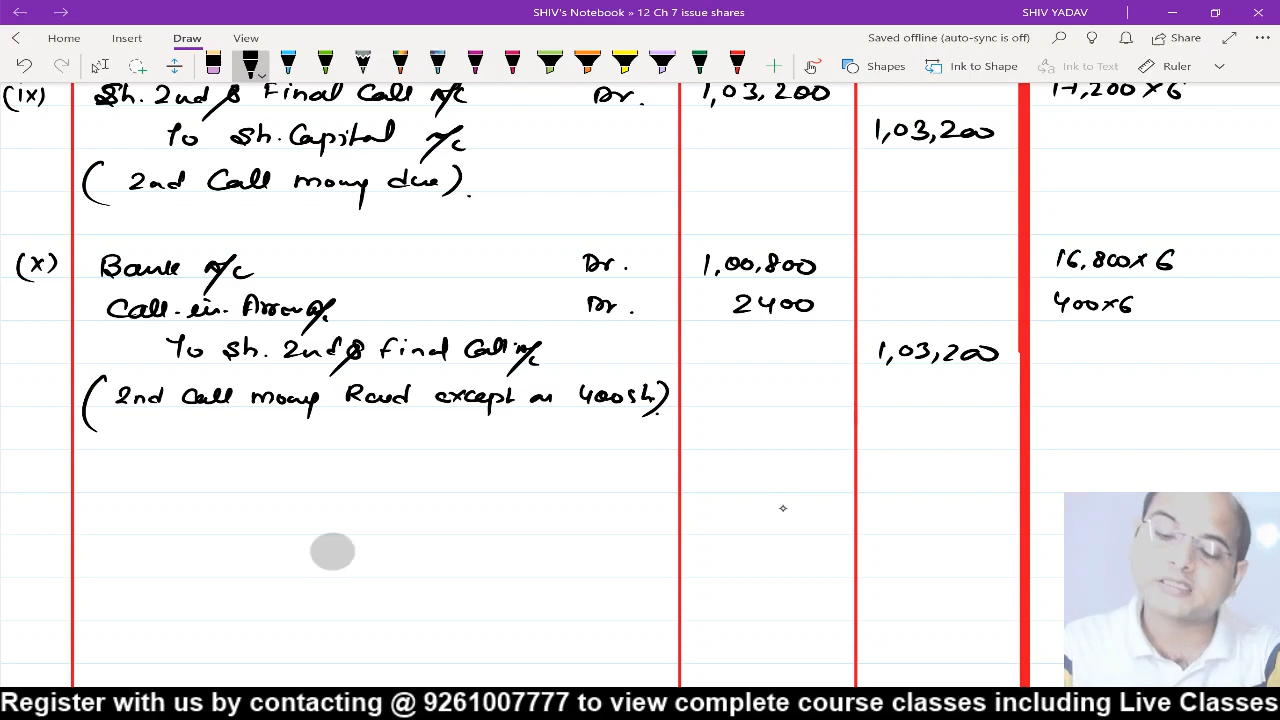 SHIV's Notebook » 12 Ch 7 issue shares
SHIV YADAV
Home Insert Draw View
Saved offline (auto-sync is off)
Share
Shapes
Ink to Shape
Ink to Text
Ruler
(IX) Sh. 2nd & Final Call A/c Dr. 1,03,200 17,200×6
To Sh. Capital A/c 1,03,200
(2nd Call money due).
(X) Bank A/c Dr. 1,00,800 16,800×6
Call-in-Arrear A/c Dr. 2400 400×6
To Sh. 2nd & Final Call A/c 1,03,200
(2nd Call money Recvd except on 400 sh).
Register with us by contacting @ 9261007777 to view complete course classes including Live Classes